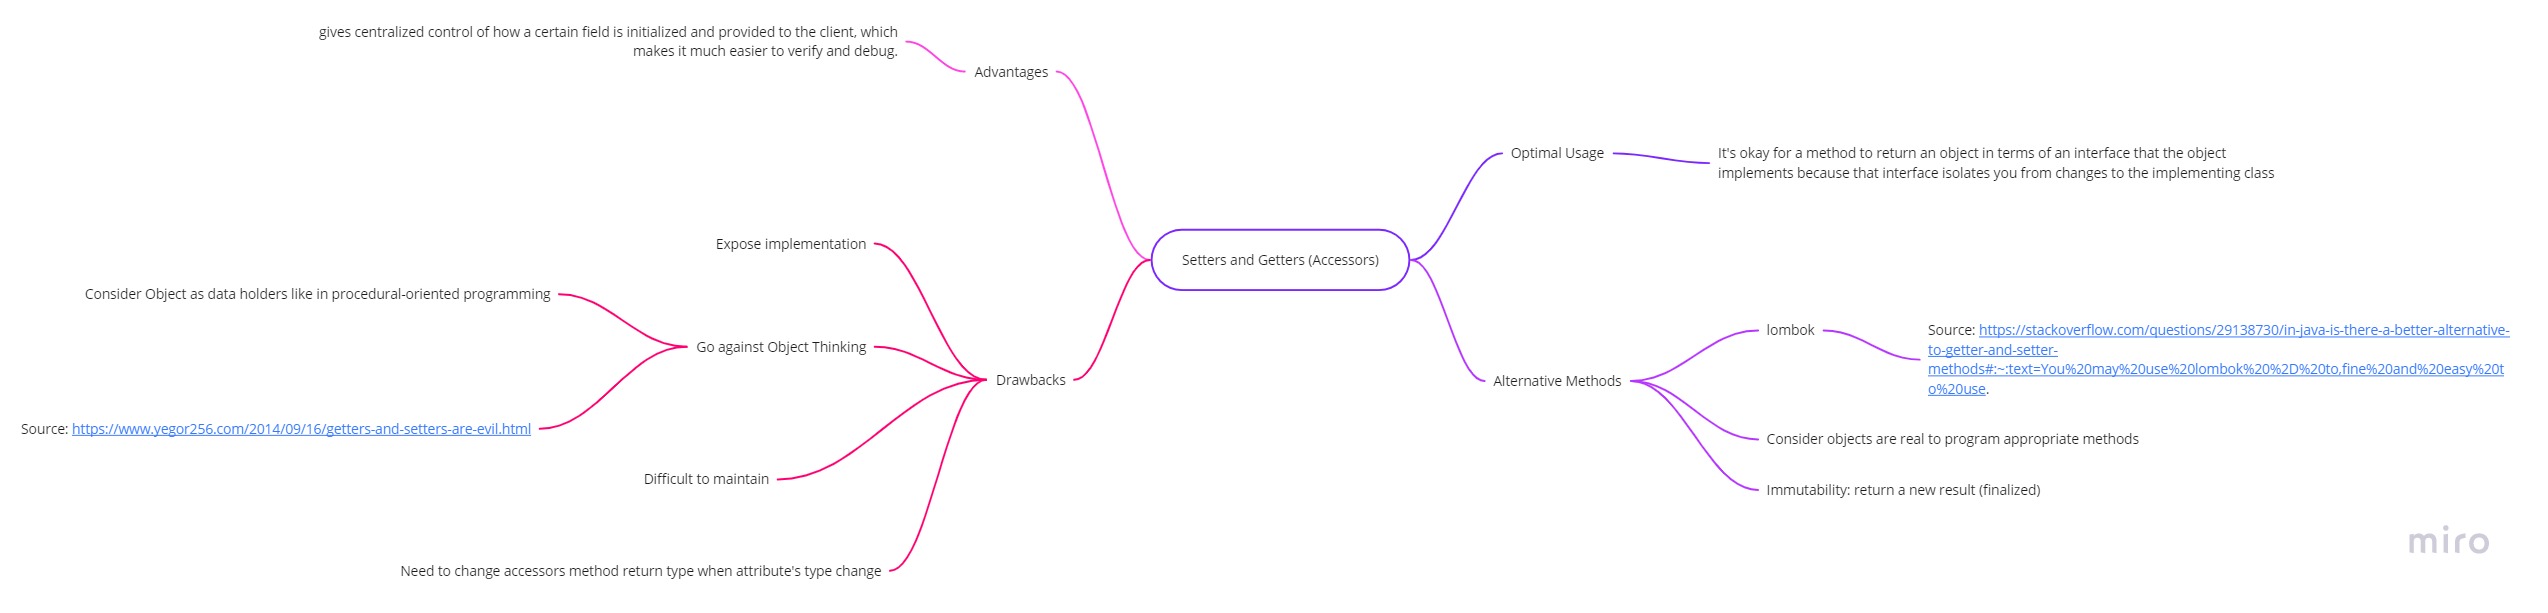 gives centralized control of how a certain field is initialized and provided to the client, which
makes it much easier to verify and debug.
Advantages
Expose implementation
Consider Object as data holders like in procedural-oriented programming
Go against Object Thinking
Drawbacks
Source: https://www.yegor256.com/2014/09/16/getters-and-setters-are-evil.html
Difficult to maintain
Need to change accessors method return type when attribute's type change
Setters and Getters (Accessors)
Optimal Usage
It's okay for a method to return an object in terms of an interface that the object
implements because that interface isolates you from changes to the implementing class
Alternative Methods
lombok
Source: https://stackoverflow.com/questions/29138730/in-java-is-there-a-better-alternative-
to-getter-and-setter-
methods#:~:text=You%20may%20use%20lombok%20%2D%20to,fine%20and%20easy%20t
o%20use.
Consider objects are real to program appropriate methods
Immutability: return a new result (finalized)
miro